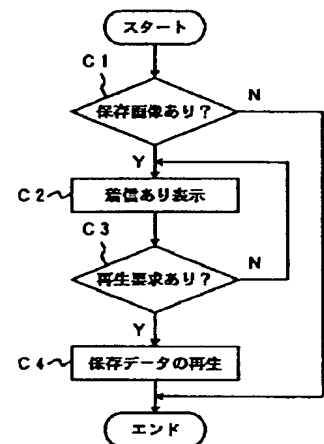 スタート
C1
保存画像あり？
N
Y
C2
着信あり表示
C3
再生要求あり？
N
Y
C4
保存データの再生
エンド